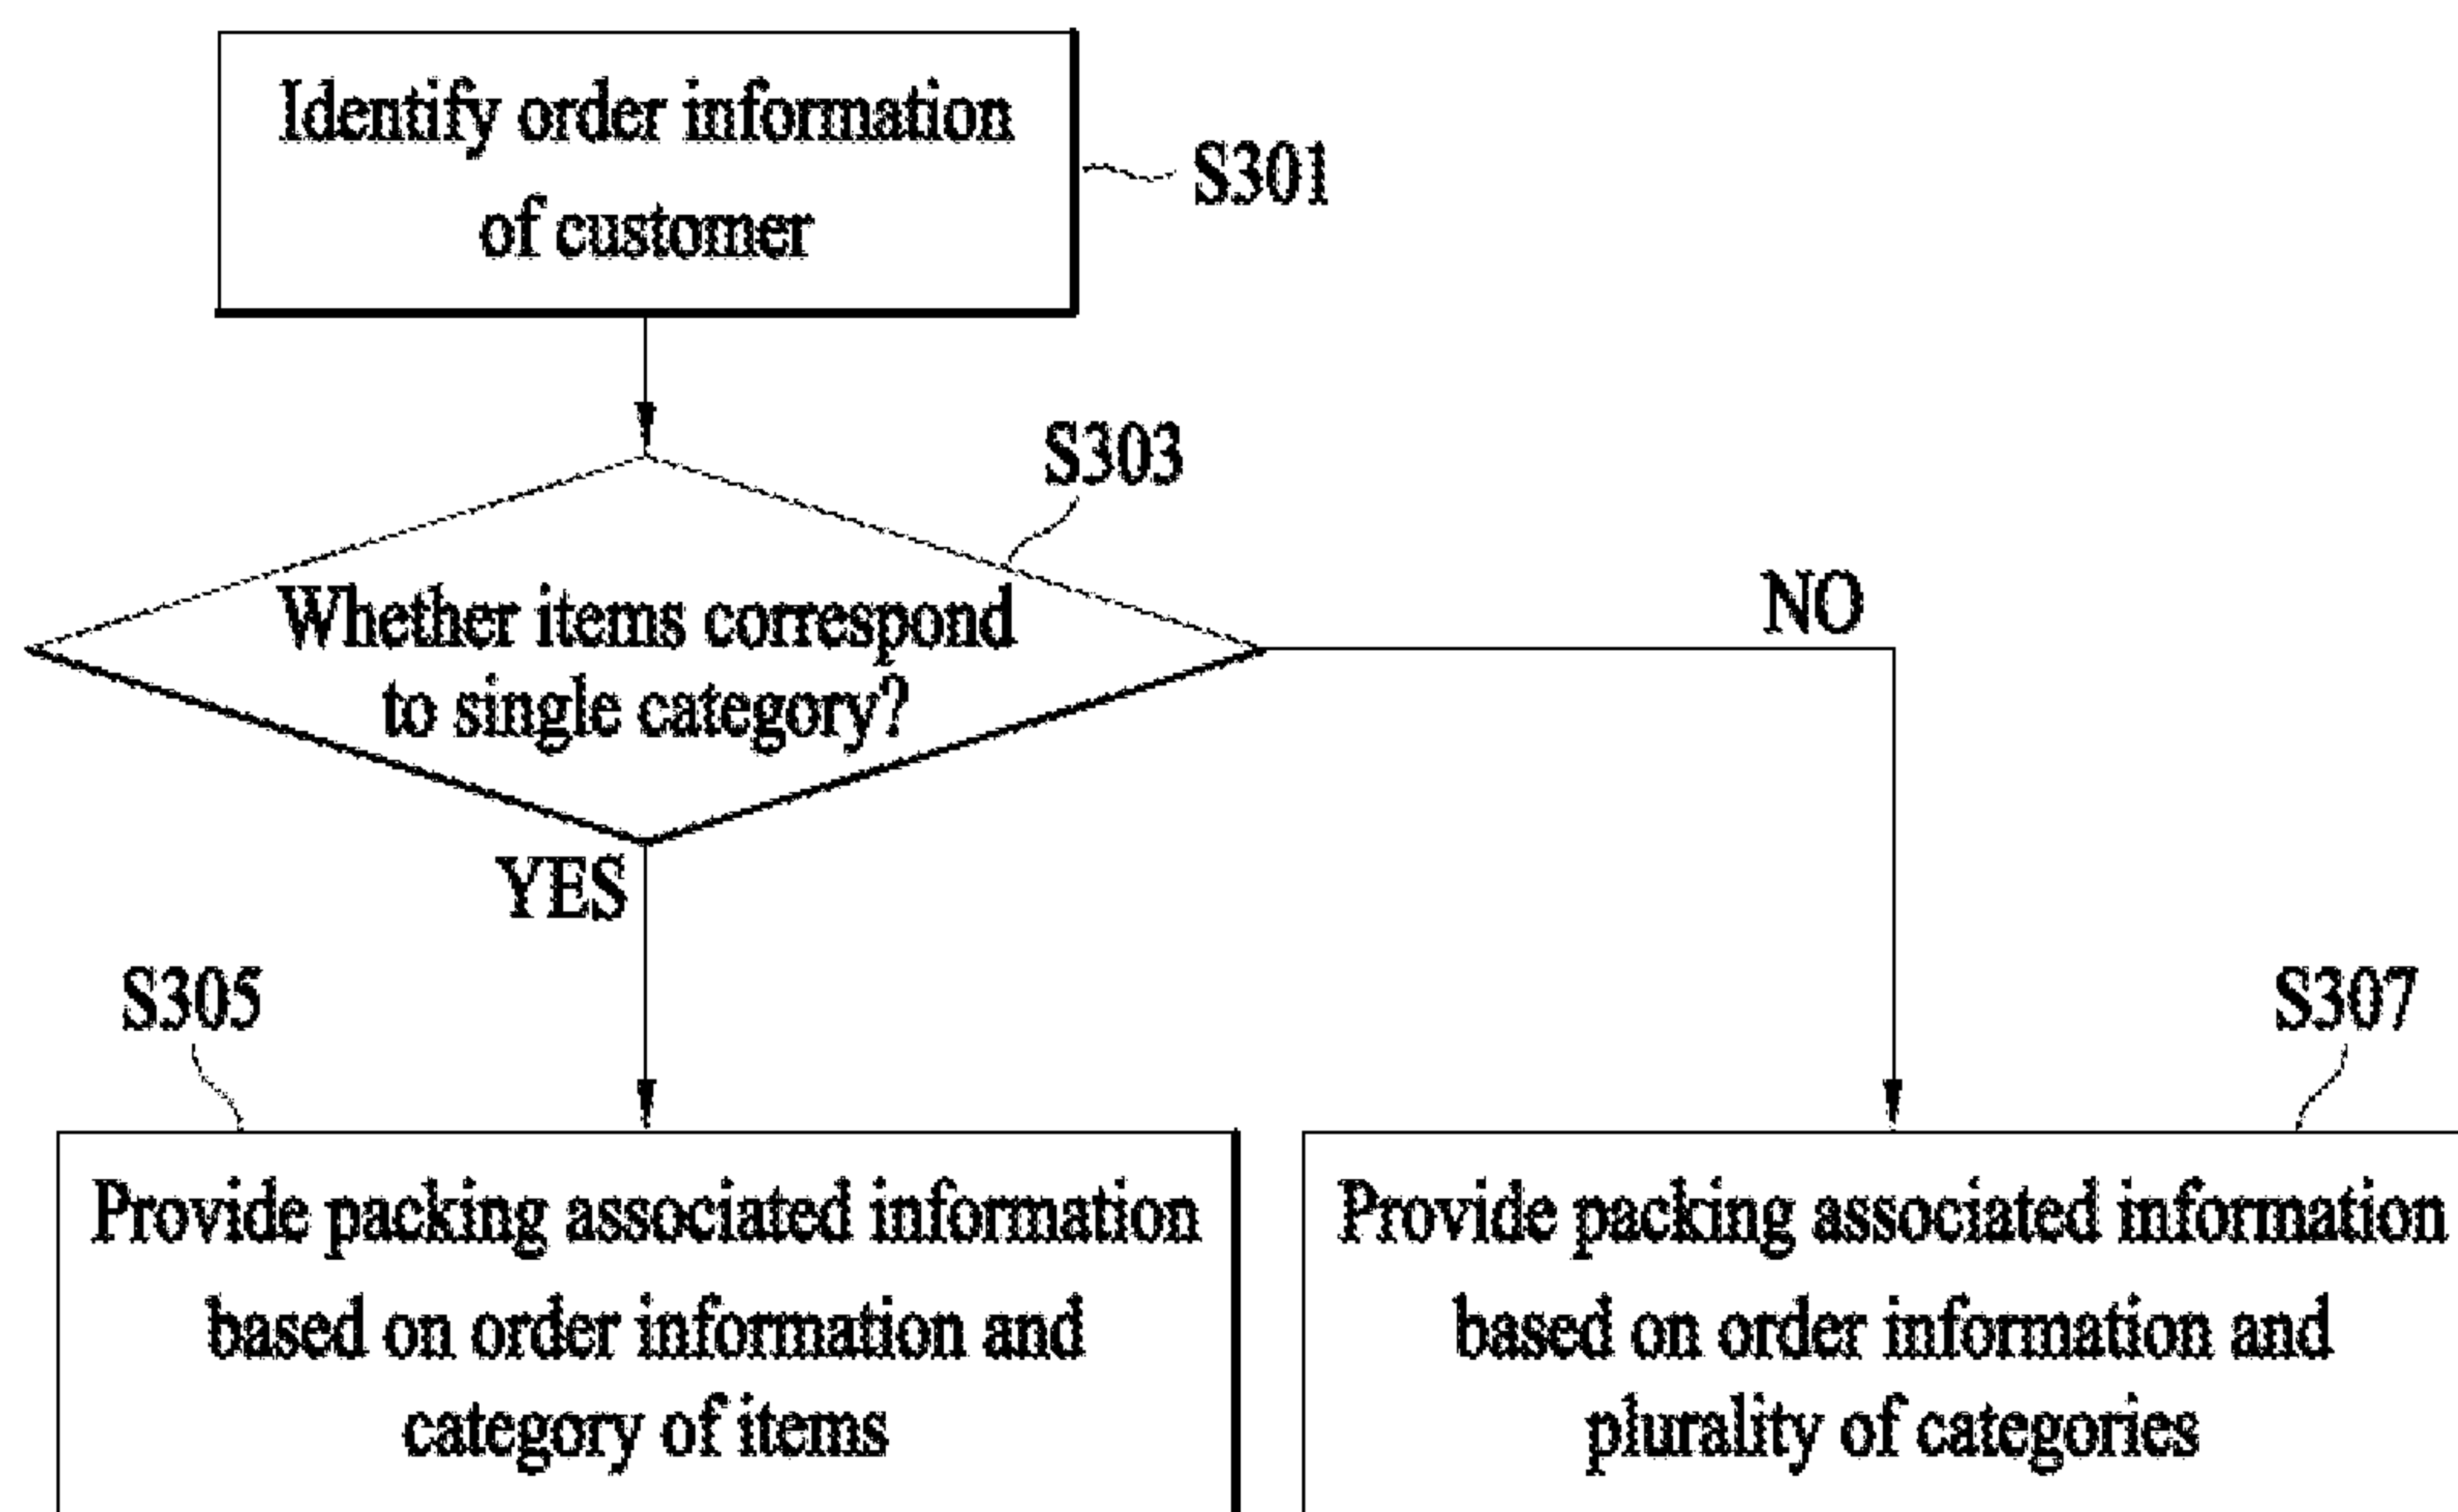 Identify order information
of customer
S301
S303
Whether items correspond
to single category?
NO
YES
S305
S307
Provide packing associated information
based on order information and
category of items
Provide packing associated information
based on order information and
plurality of categories